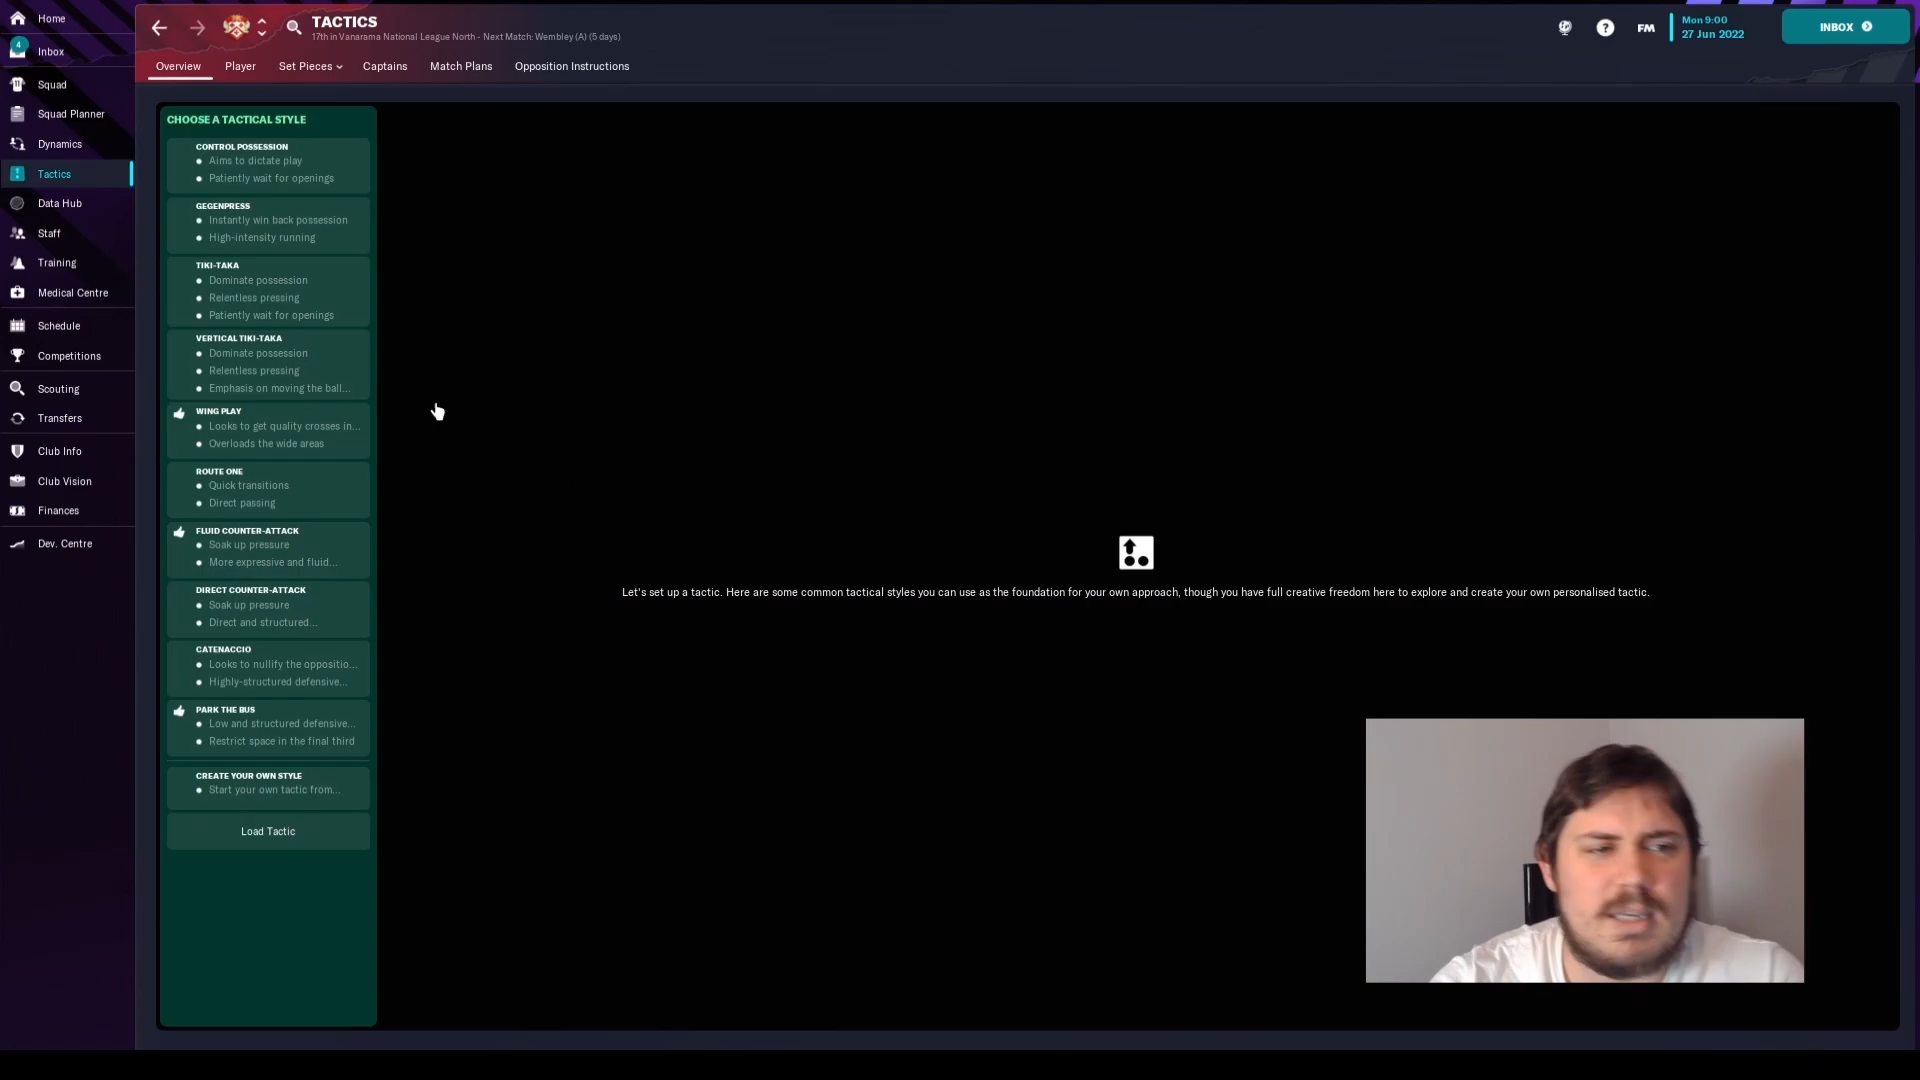 Home
4
Inbox
Squad
Squad Planner
Dynamics
Tactics
Data Hub
Staff
Training
Medical Centre
Schedule
Competitions
Scouting
Transfers
Club Info
Club Vision
Finances
Dev. Centre
TACTICS
17th in Vanarama National League North - Next Match: Wembley (A) (5 days)
?
FM
Mon 9:00
27 Jun 2022
INBOX
Overview
Player
Set Pieces
Captains
Match Plans
Opposition Instructions
CHOOSE A TACTICAL STYLE
CONTROL POSSESSION
Aims to dictate play
Patiently wait for openings
GEGENPRESS
Instantly win back possession
High-intensity running
TIKI-TAKA
Dominate possession
Relentless pressing
Patiently wait for openings
VERTICAL TIKI-TAKA
Dominate possession
Relentless pressing
Emphasis on moving the ball...
WING PLAY
Looks to get quality crosses in...
Overloads the wide areas
ROUTE ONE
Quick transitions
Direct passing
FLUID COUNTER-ATTACK
Soak up pressure
More expressive and fluid...
DIRECT COUNTER-ATTACK
Soak up pressure
Direct and structured...
CATENACCIO
Looks to nullify the oppositio...
Highly-structured defensive...
PARK THE BUS
Low and structured defensive...
Restrict space in the final third
CREATE YOUR OWN STYLE
Start your own tactic from...
Load Tactic
Let's set up a tactic. Here are some common tactical styles you can use as the foundation for your own approach, though you have full creative freedom here to explore and create your own personalised tactic.